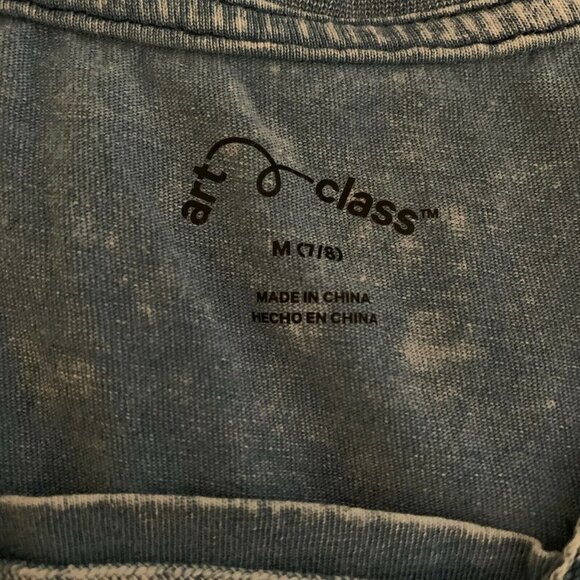 art class™
M (7/8)
MADE IN CHINA
HECHO EN CHINA